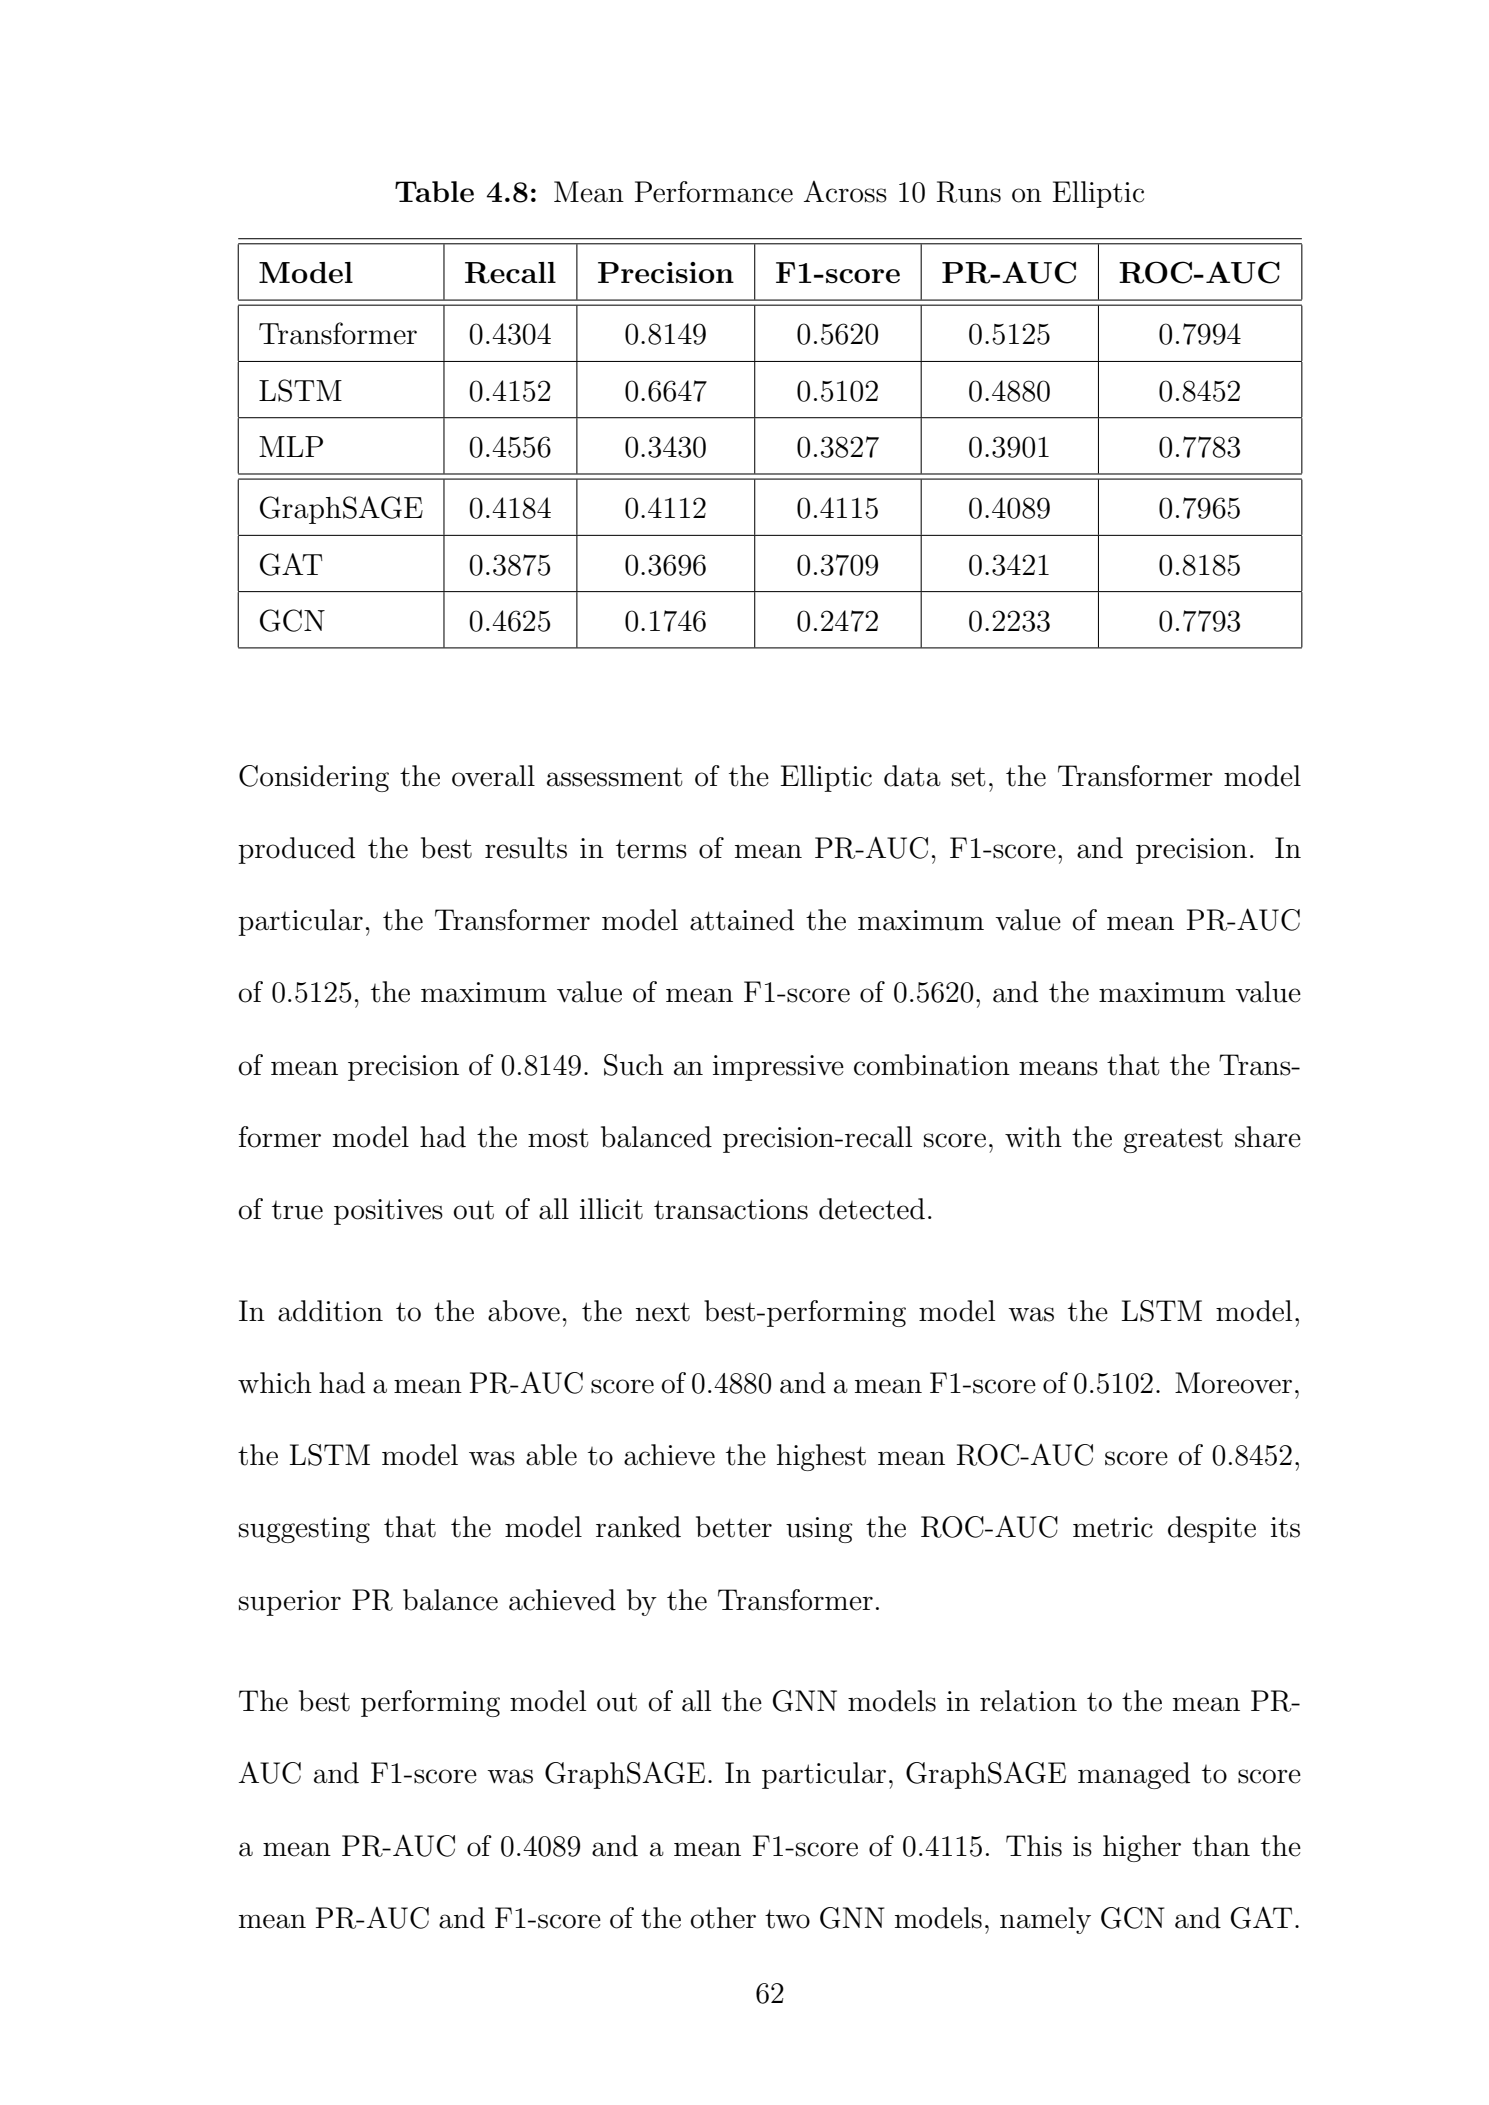 Table 4.8: Mean Performance Across 10 Runs on Elliptic
Model Recall Precision F1-score PR-AUC ROC-AUC
Transformer 0.4304 0.8149 0.5620 0.5125 0.7994
LSTM 0.4152 0.6647 0.5102 0.4880 0.8452
MLP 0.4556 0.3430 0.3827 0.3901 0.7783
GraphSAGE 0.4184 0.4112 0.4115 0.4089 0.7965
GAT 0.3875 0.3696 0.3709 0.3421 0.8185
GCN 0.4625 0.1746 0.2472 0.2233 0.7793
Considering the overall assessment of the Elliptic data set, the Transformer model
produced the best results in terms of mean PR-AUC, F1-score, and precision. In
particular, the Transformer model attained the maximum value of mean PR-AUC
of 0.5125, the maximum value of mean F1-score of 0.5620, and the maximum value
of mean precision of 0.8149. Such an impressive combination means that the Trans-
former model had the most balanced precision-recall score, with the greatest share
of true positives out of all illicit transactions detected.
In addition to the above, the next best-performing model was the LSTM model,
which had a mean PR-AUC score of 0.4880 and a mean F1-score of 0.5102. Moreover,
the LSTM model was able to achieve the highest mean ROC-AUC score of 0.8452,
suggesting that the model ranked better using the ROC-AUC metric despite its
superior PR balance achieved by the Transformer.
The best performing model out of all the GNN models in relation to the mean PR-
AUC and F1-score was GraphSAGE. In particular, GraphSAGE managed to score
a mean PR-AUC of 0.4089 and a mean F1-score of 0.4115. This is higher than the
mean PR-AUC and F1-score of the other two GNN models, namely GCN and GAT.
62